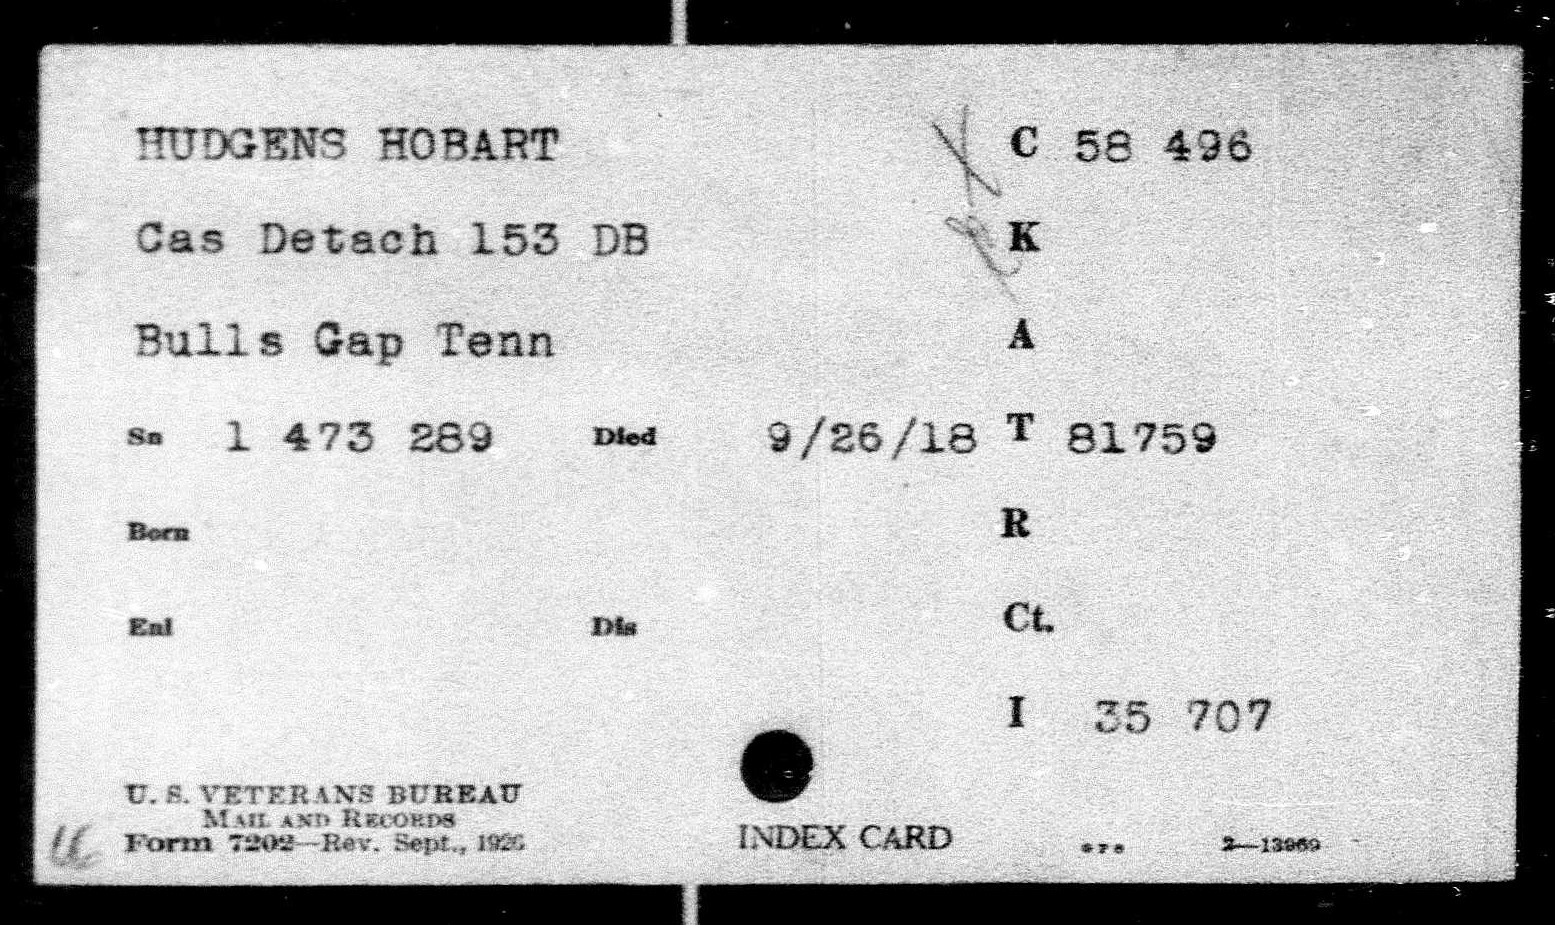 HUDGENS HOBART
C 58 496
Cas Detach 153 DB
K
Bulls Gap Tenn
A
Sn 1 473 289 Died 9/26/18
T 81759
Born
R
Enl Dis
Ct.
I 35 707
U. S. VETERANS BUREAU
MAIL AND RECORDS
Form 7202—Rev. Sept., 1926
INDEX CARD
GPO 2—13969